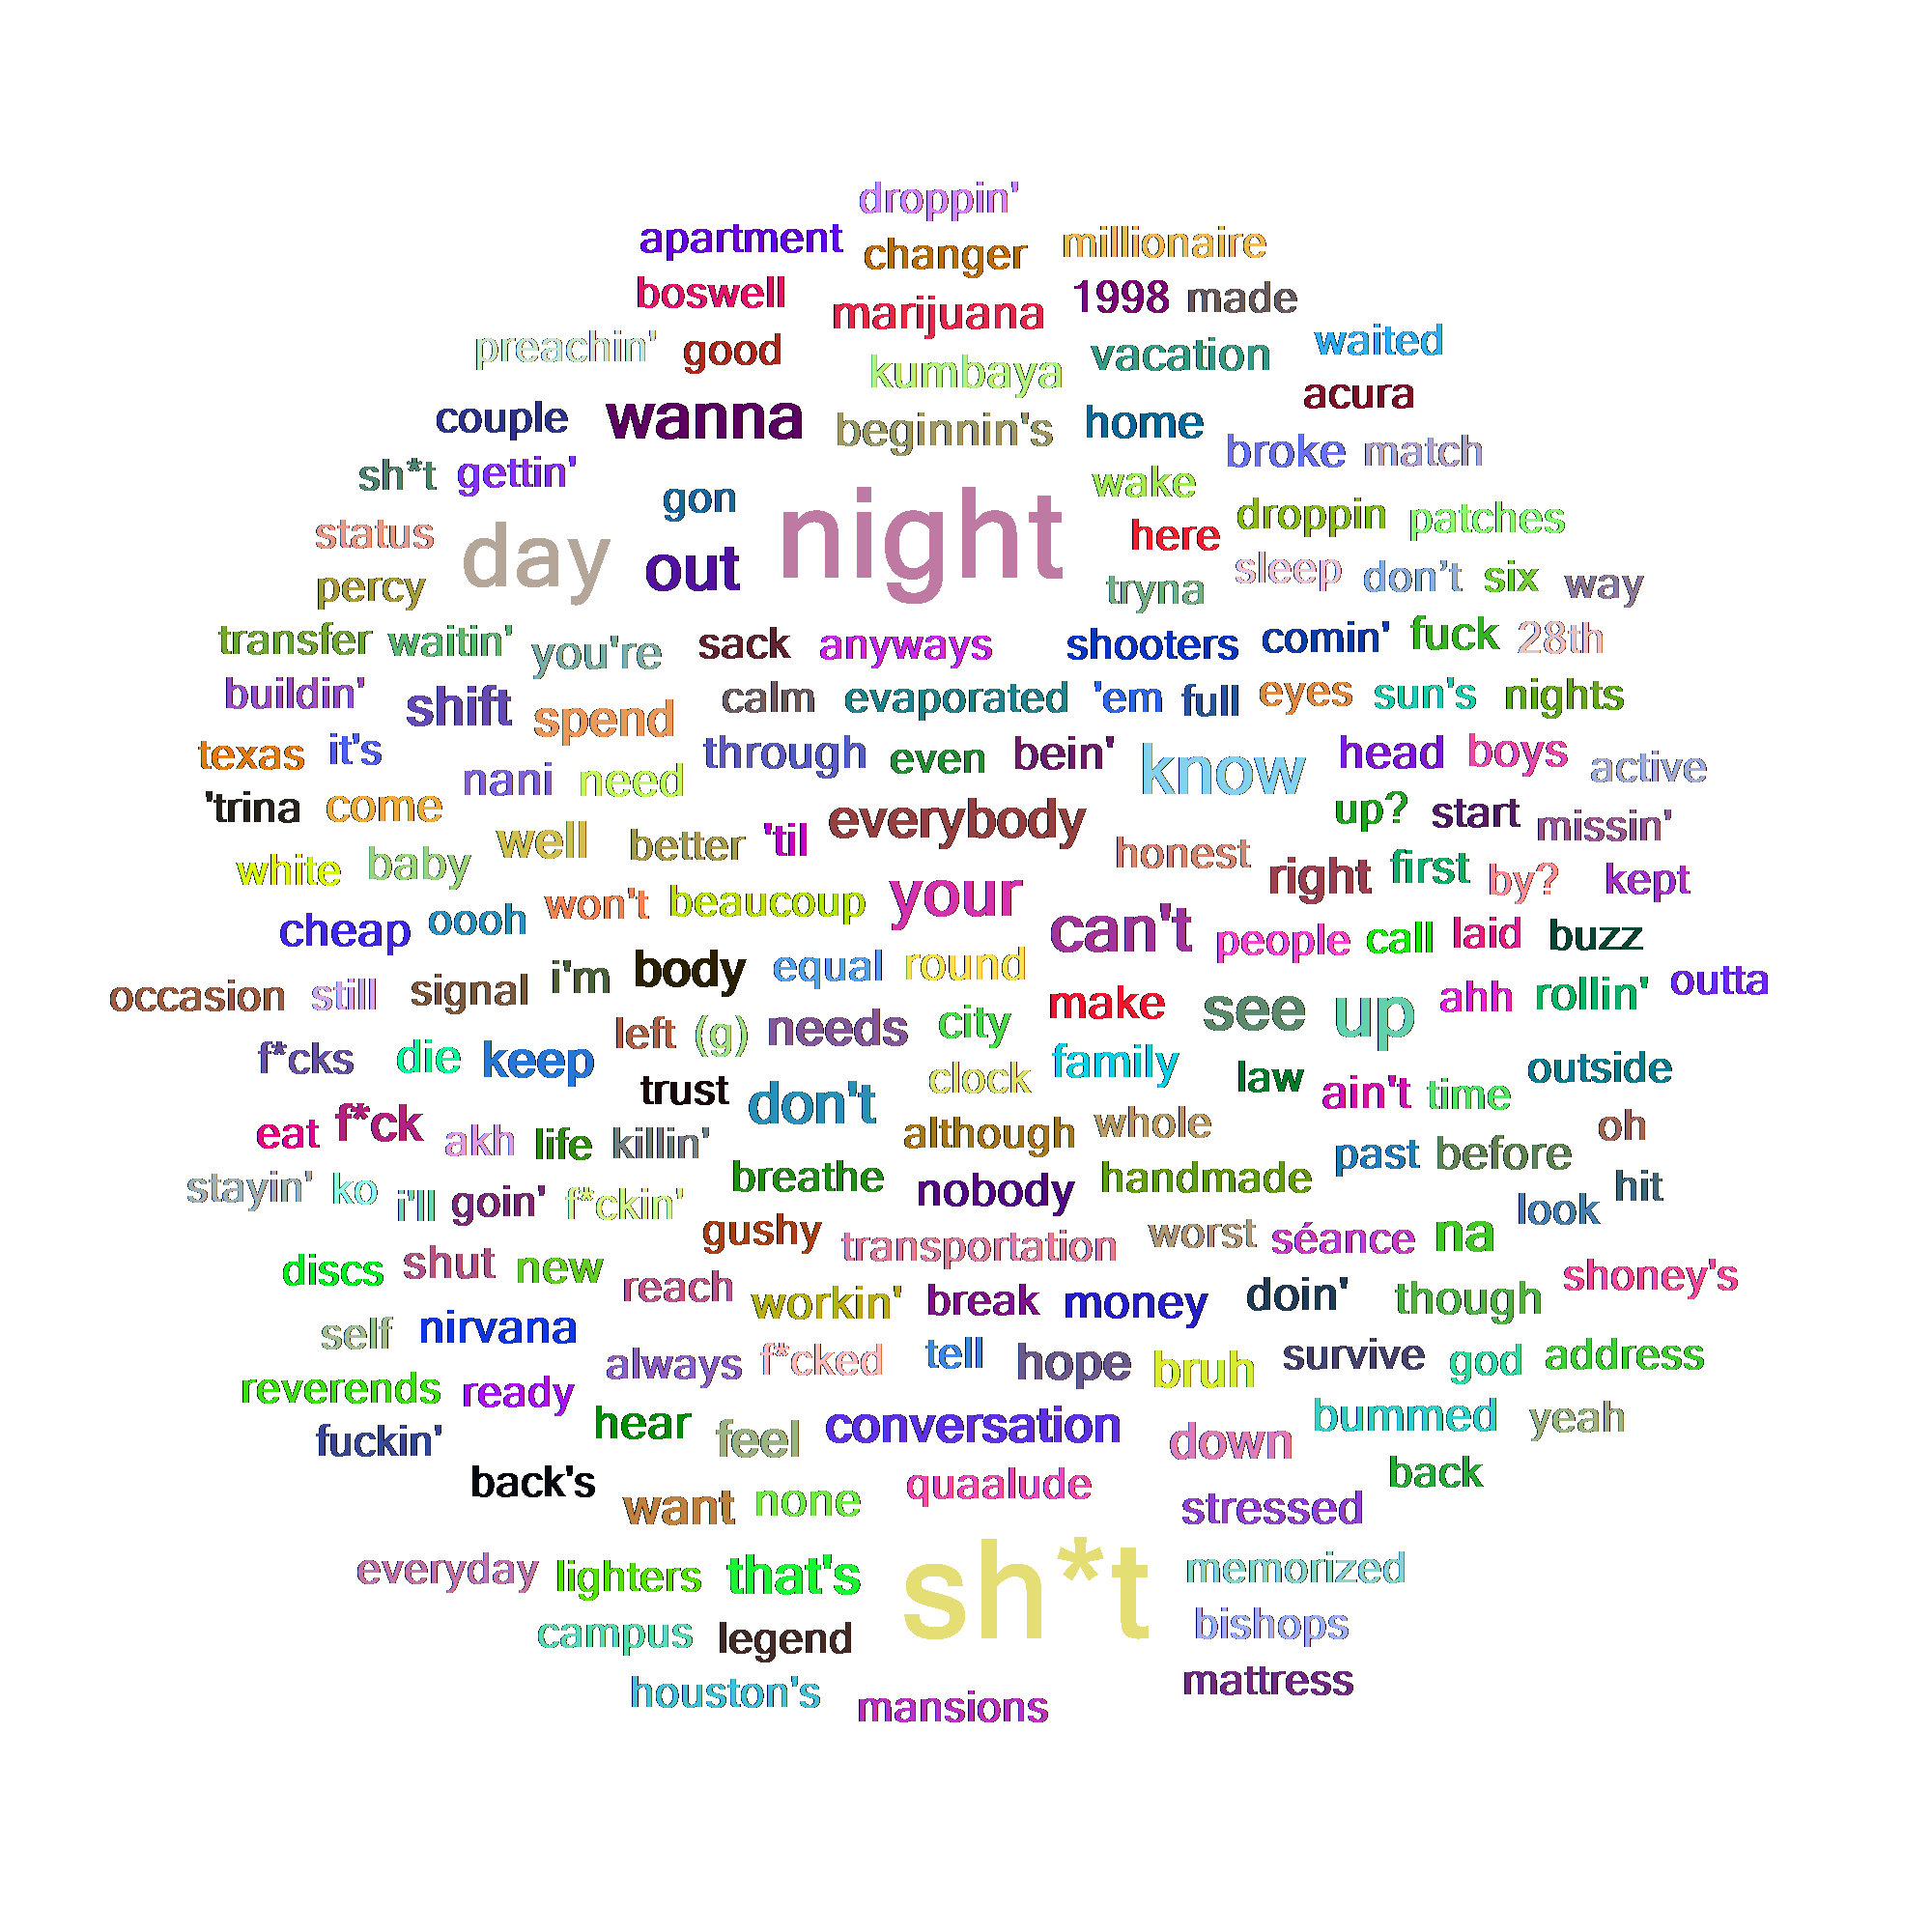 droppin'
apartment changer millionaire
boswell marijuana 1998 made
preachin' good kumbaya vacation waited
couple wanna beginnin's home acura
sh*t gettin' gon wake broke match
status day out night here droppin patches
percy tryna sleep don’t six way
transfer waitin' you're sack anyways shooters comin' fuck 28th
buildin' shift spend calm evaporated 'em full eyes sun's nights
texas it's nani need through even bein' know head boys active
'trina come well better 'til everybody honest up? start missin'
white baby won't beaucoup your right first by? kept
cheap oooh can't people call laid buzz
occasion still signal i'm body equal round make see up ahh rollin' outta
f*cks die keep left (g) needs city family law outside
trust don't clock ain't time
eat f*ck akh life killin' although whole past before oh
stayin' ko i'll goin' f*ckin' breathe nobody handmade look hit
discs shut new gushy transportation worst séance na shoney's
reach workin' break money doin' though
self nirvana always f*cked tell hope bruh survive god address
reverends ready hear feel conversation down bummed yeah
fuckin' back's want none quaalude stressed back
everyday lighters that's sh*t memorized
campus legend bishops
houston's mansions mattress